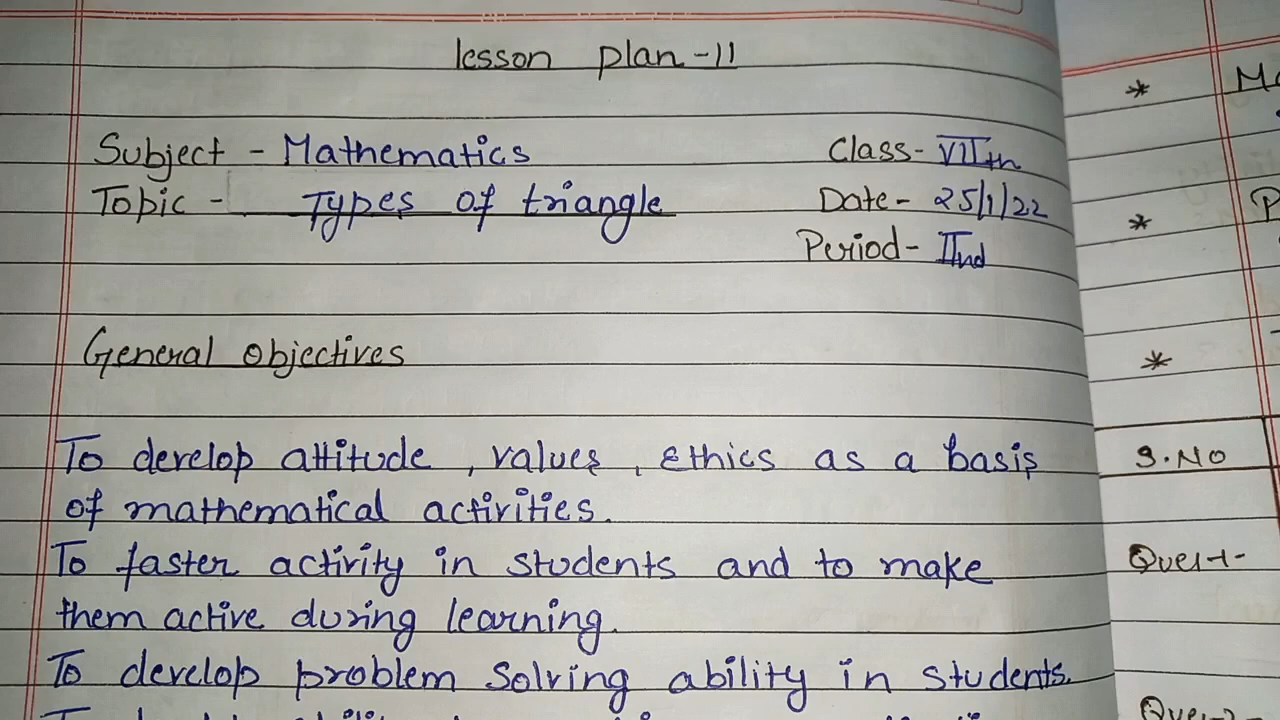 lesson plan-11
Subject - Mathematics
Class- VIIth
Topic - Types of triangle
Date- 25/1/22
Period- IInd
General objectives
To develop attitude, values, ethics as a basis
of mathematical activities.
To faster activity in students and to make
them active during learning.
To develop problem solving ability in students.
*
*
*
S.NO
Ques-1-